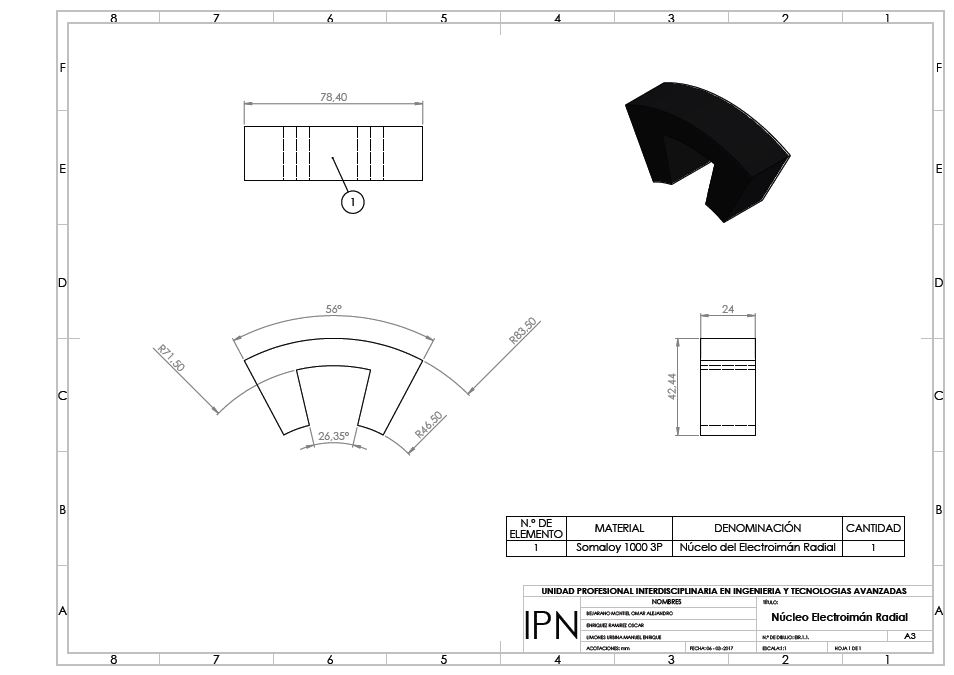 8 7 6 5 4 3 2 1
F F
78,40
E E
1
D D
56°
24
R71,50
R83,50
C C
42,44
R46,50
26,35°
B B
N.º DE ELEMENTO MATERIAL DENOMINACIÓN CANTIDAD
1 Somaloy 1000 3P Núcelo del Electroimán Radial 1
UNIDAD PROFESIONAL INTERDISCIPLINARIA EN INGENIERIA Y TECNOLOGIAS AVANZADAS
A A
IPN
NOMBRES
BEJARANO MONTIEL OMAR ALEJANDRO
ENRIQUEZ RAMIREZ OSCAR
LIMONES URBINA MANUEL ENRIQUE
TÍTULO:
Núcleo Electroimán Radial
N.º DE DIBUJO: EIR.1.1. A3
ACOTACIONES: mm FECHA: 06 - 03 -2017 ESCALA:1:1 HOJA 1 DE 1
8 7 6 5 4 3 2 1